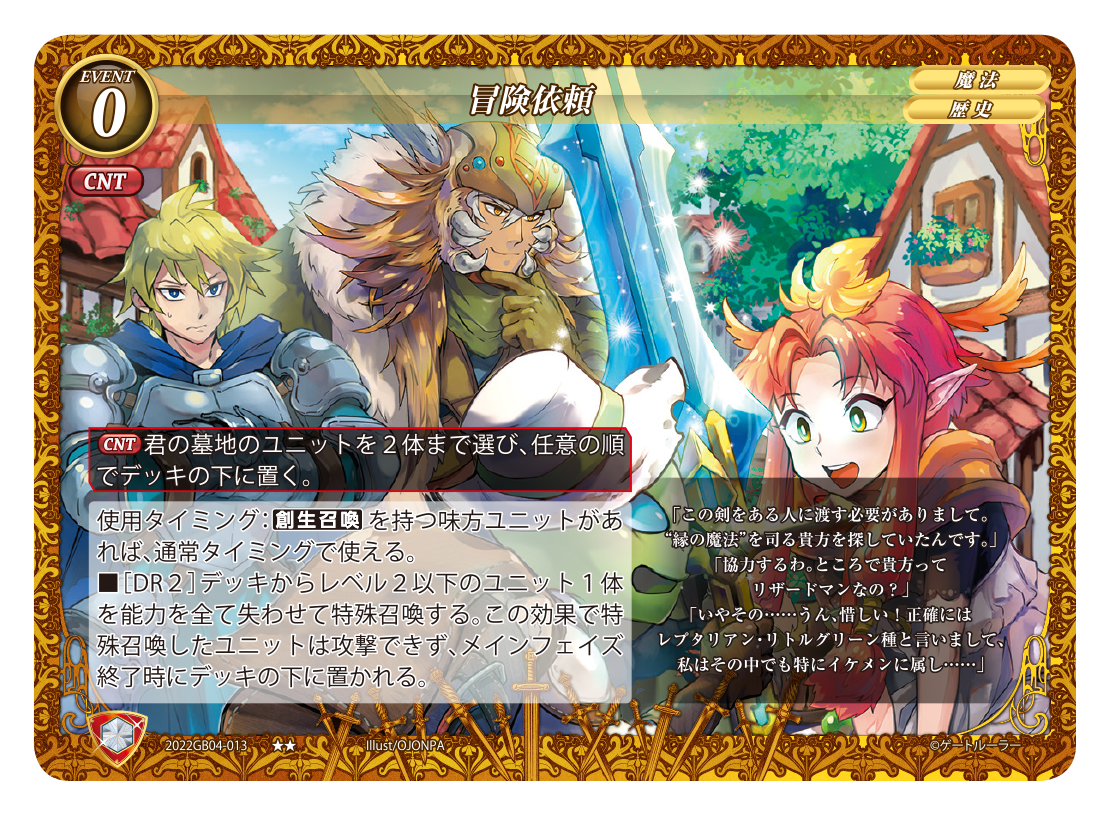 EVENT
0
冒険依頼
魔法
歴史
CNT
CNT 君の墓地のユニットを２体まで選び、任意の順
でデッキの下に置く。
使用タイミング：創生召喚を持つ味方ユニットがあ
れば、通常タイミングで使える。
■［DR２］デッキからレベル２以下のユニット１体
を能力を全て失わせて特殊召喚する。この効果で特
殊召喚したユニットは攻撃できず、メインフェイズ
終了時にデッキの下に置かれる。
「この剣をある人に渡す必要がありまして。
“縁の魔法”を司る貴方を探していたんです。」
「協力するわ。ところで貴方って
リザードマンなの？」
「いやその……うん、惜しい！正確には
レプタリアン・リトルグリーン種と言いまして、
私はその中でも特にイケメンに属し……」
2022GB04-013 ★★ Illust/OJONPA ©ゲートルーラー